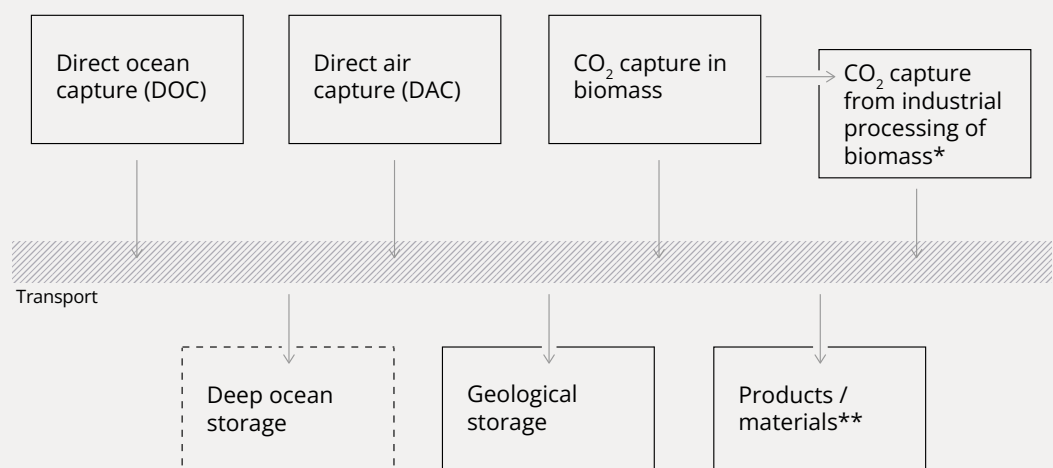 Direct ocean
capture (DOC)
Direct air
capture (DAC)
CO₂ capture in
biomass
CO₂ capture
from industrial
processing of
biomass*
Transport
Deep ocean
storage
Geological
storage
Products /
materials**